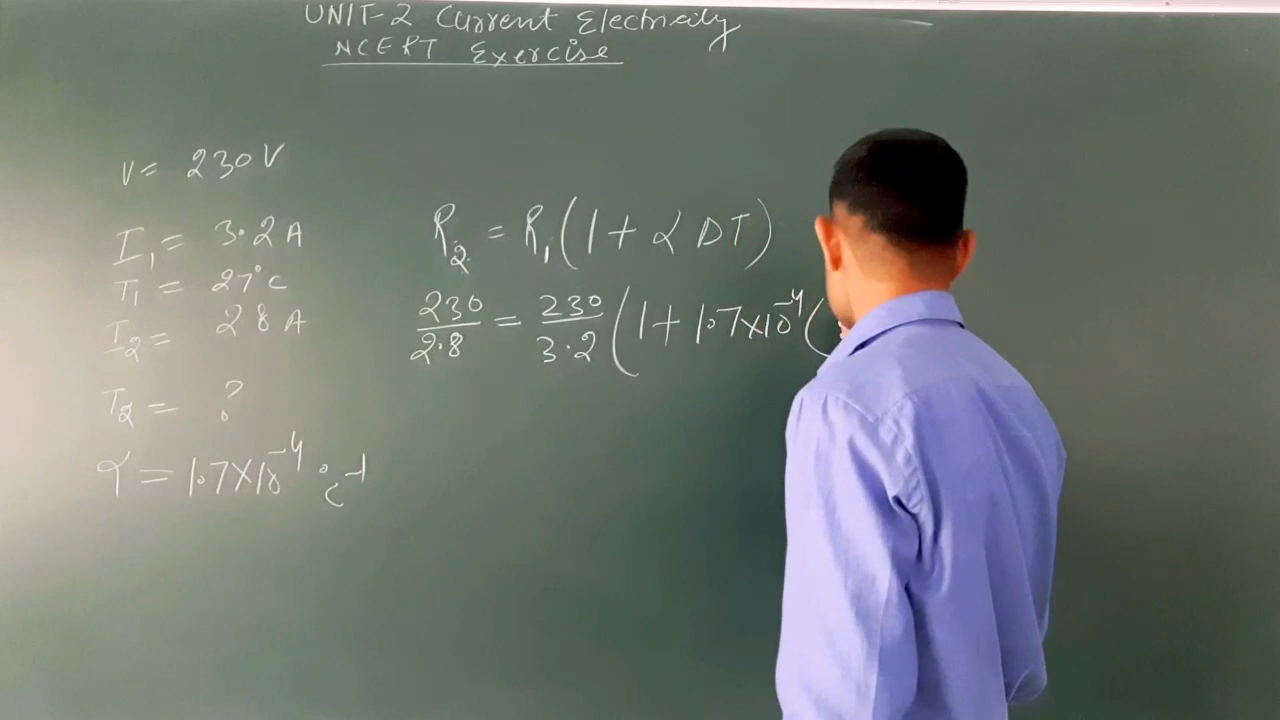 UNIT-2 Current Electricity
NCERT Exercise
V = 230 V
I₁ = 3.2 A
T₁ = 27°C
I₂ = 2.8 A
T₂ = ?
α = 1.7×10⁻⁴ °C⁻¹
R₂ = R₁(1 + α DT)
230/2.8 = 230/3.2 (1 + 1.7×10⁻⁴ (